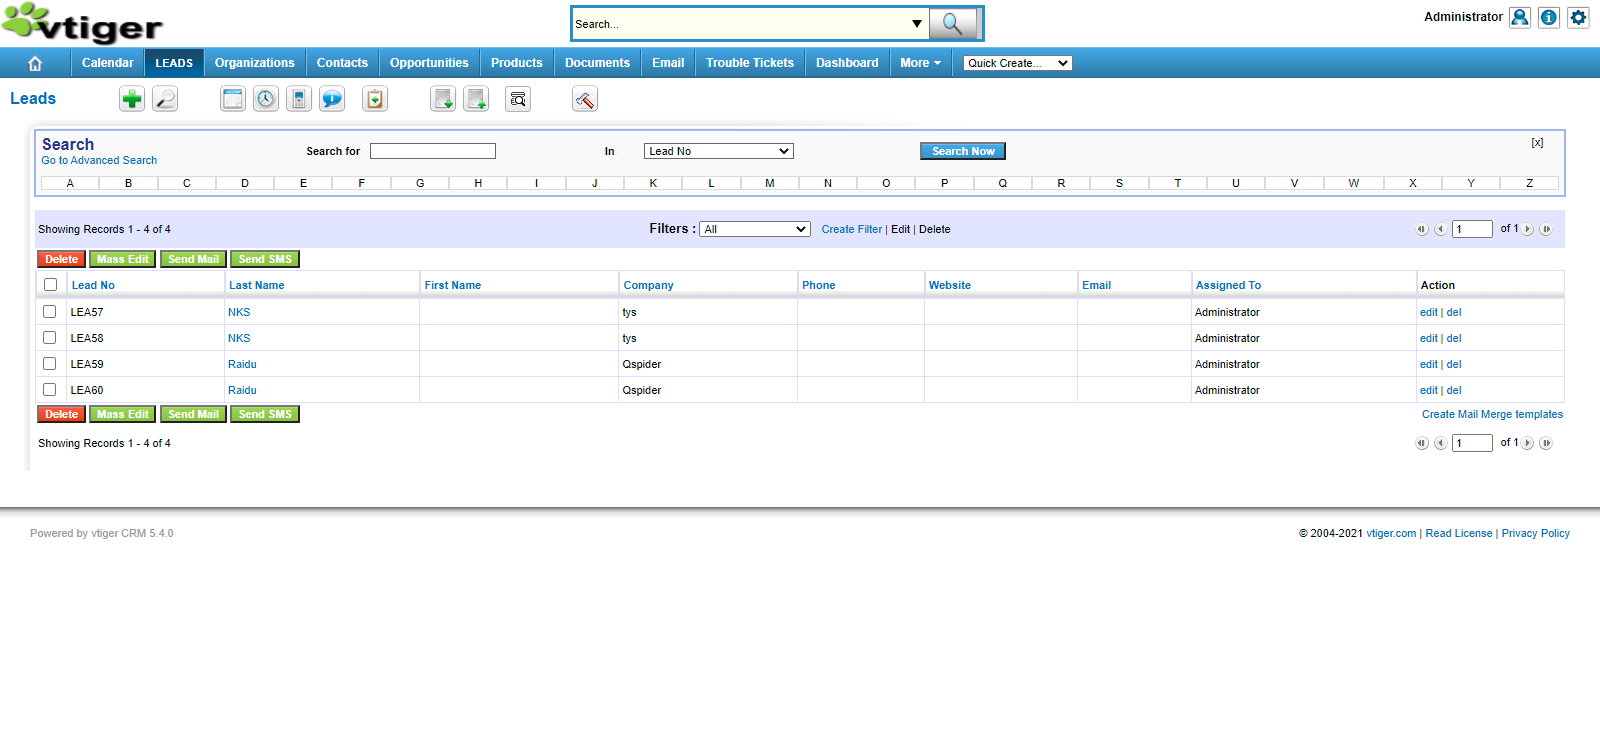 vtiger
Search...
Administrator
Calendar LEADS Organizations Contacts Opportunities Products Documents Email Trouble Tickets Dashboard More Quick Create...
Leads
Search
Go to Advanced Search
Search for In Lead No Search Now [x]
A B C D E F G H I J K L M N O P Q R S T U V W X Y Z
Showing Records 1 - 4 of 4 Filters : All Create Filter | Edit | Delete 1 of 1
Delete Mass Edit Send Mail Send SMS
Lead No Last Name First Name Company Phone Website Email Assigned To Action
LEA57 NKS tys Administrator edit | del
LEA58 NKS tys Administrator edit | del
LEA59 Raidu Qspider Administrator edit | del
LEA60 Raidu Qspider Administrator edit | del
Delete Mass Edit Send Mail Send SMS Create Mail Merge templates
Showing Records 1 - 4 of 4 1 of 1
Powered by vtiger CRM 5.4.0 © 2004-2021 vtiger.com | Read License | Privacy Policy